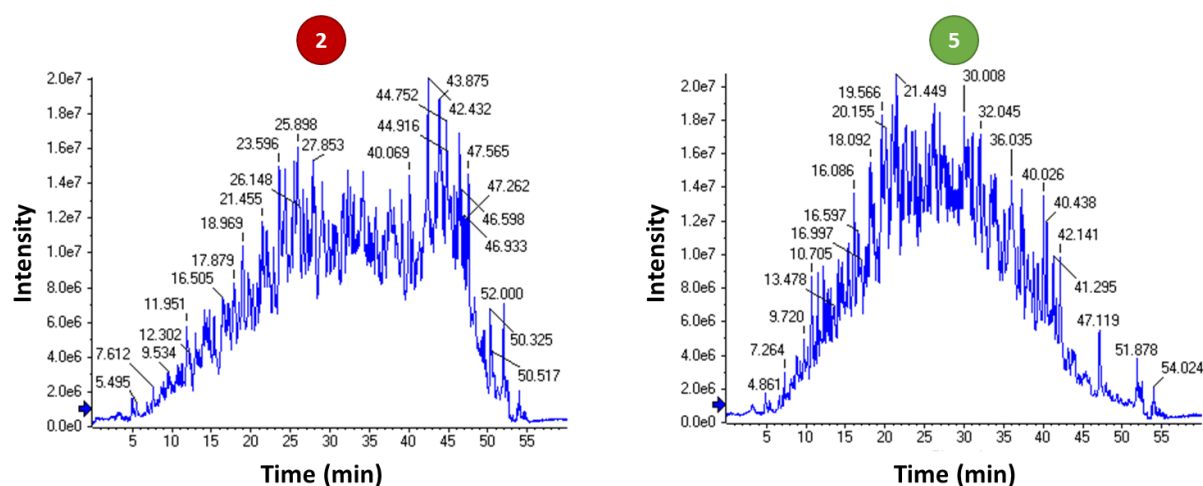 2
5
2.0e7
1.8e7
1.6e7
1.4e7
1.2e7
1.0e7
8.0e6
6.0e6
4.0e6
2.0e6
0.0e0
Intensity
5.495
7.612
9.534
12.302
11.951
16.505
17.879
18.969
21.455
26.148
23.596
25.898
27.853
40.069
44.916
44.752
43.875
42.432
47.565
47.262
46.598
46.933
52.000
50.325
50.517
5 10 15 20 25 30 35 40 45 50 55
Time (min)
2.0e7
1.8e7
1.6e7
1.4e7
1.2e7
1.0e7
8.0e6
6.0e6
4.0e6
2.0e6
0.0e0
Intensity
4.861
7.264
9.720
13.478
10.705
16.997
16.597
16.086
18.092
20.155
19.566
21.449
30.008
32.045
36.035
40.026
40.438
42.141
41.295
47.119
51.878
54.024
5 10 15 20 25 30 35 40 45 50 55
Time (min)